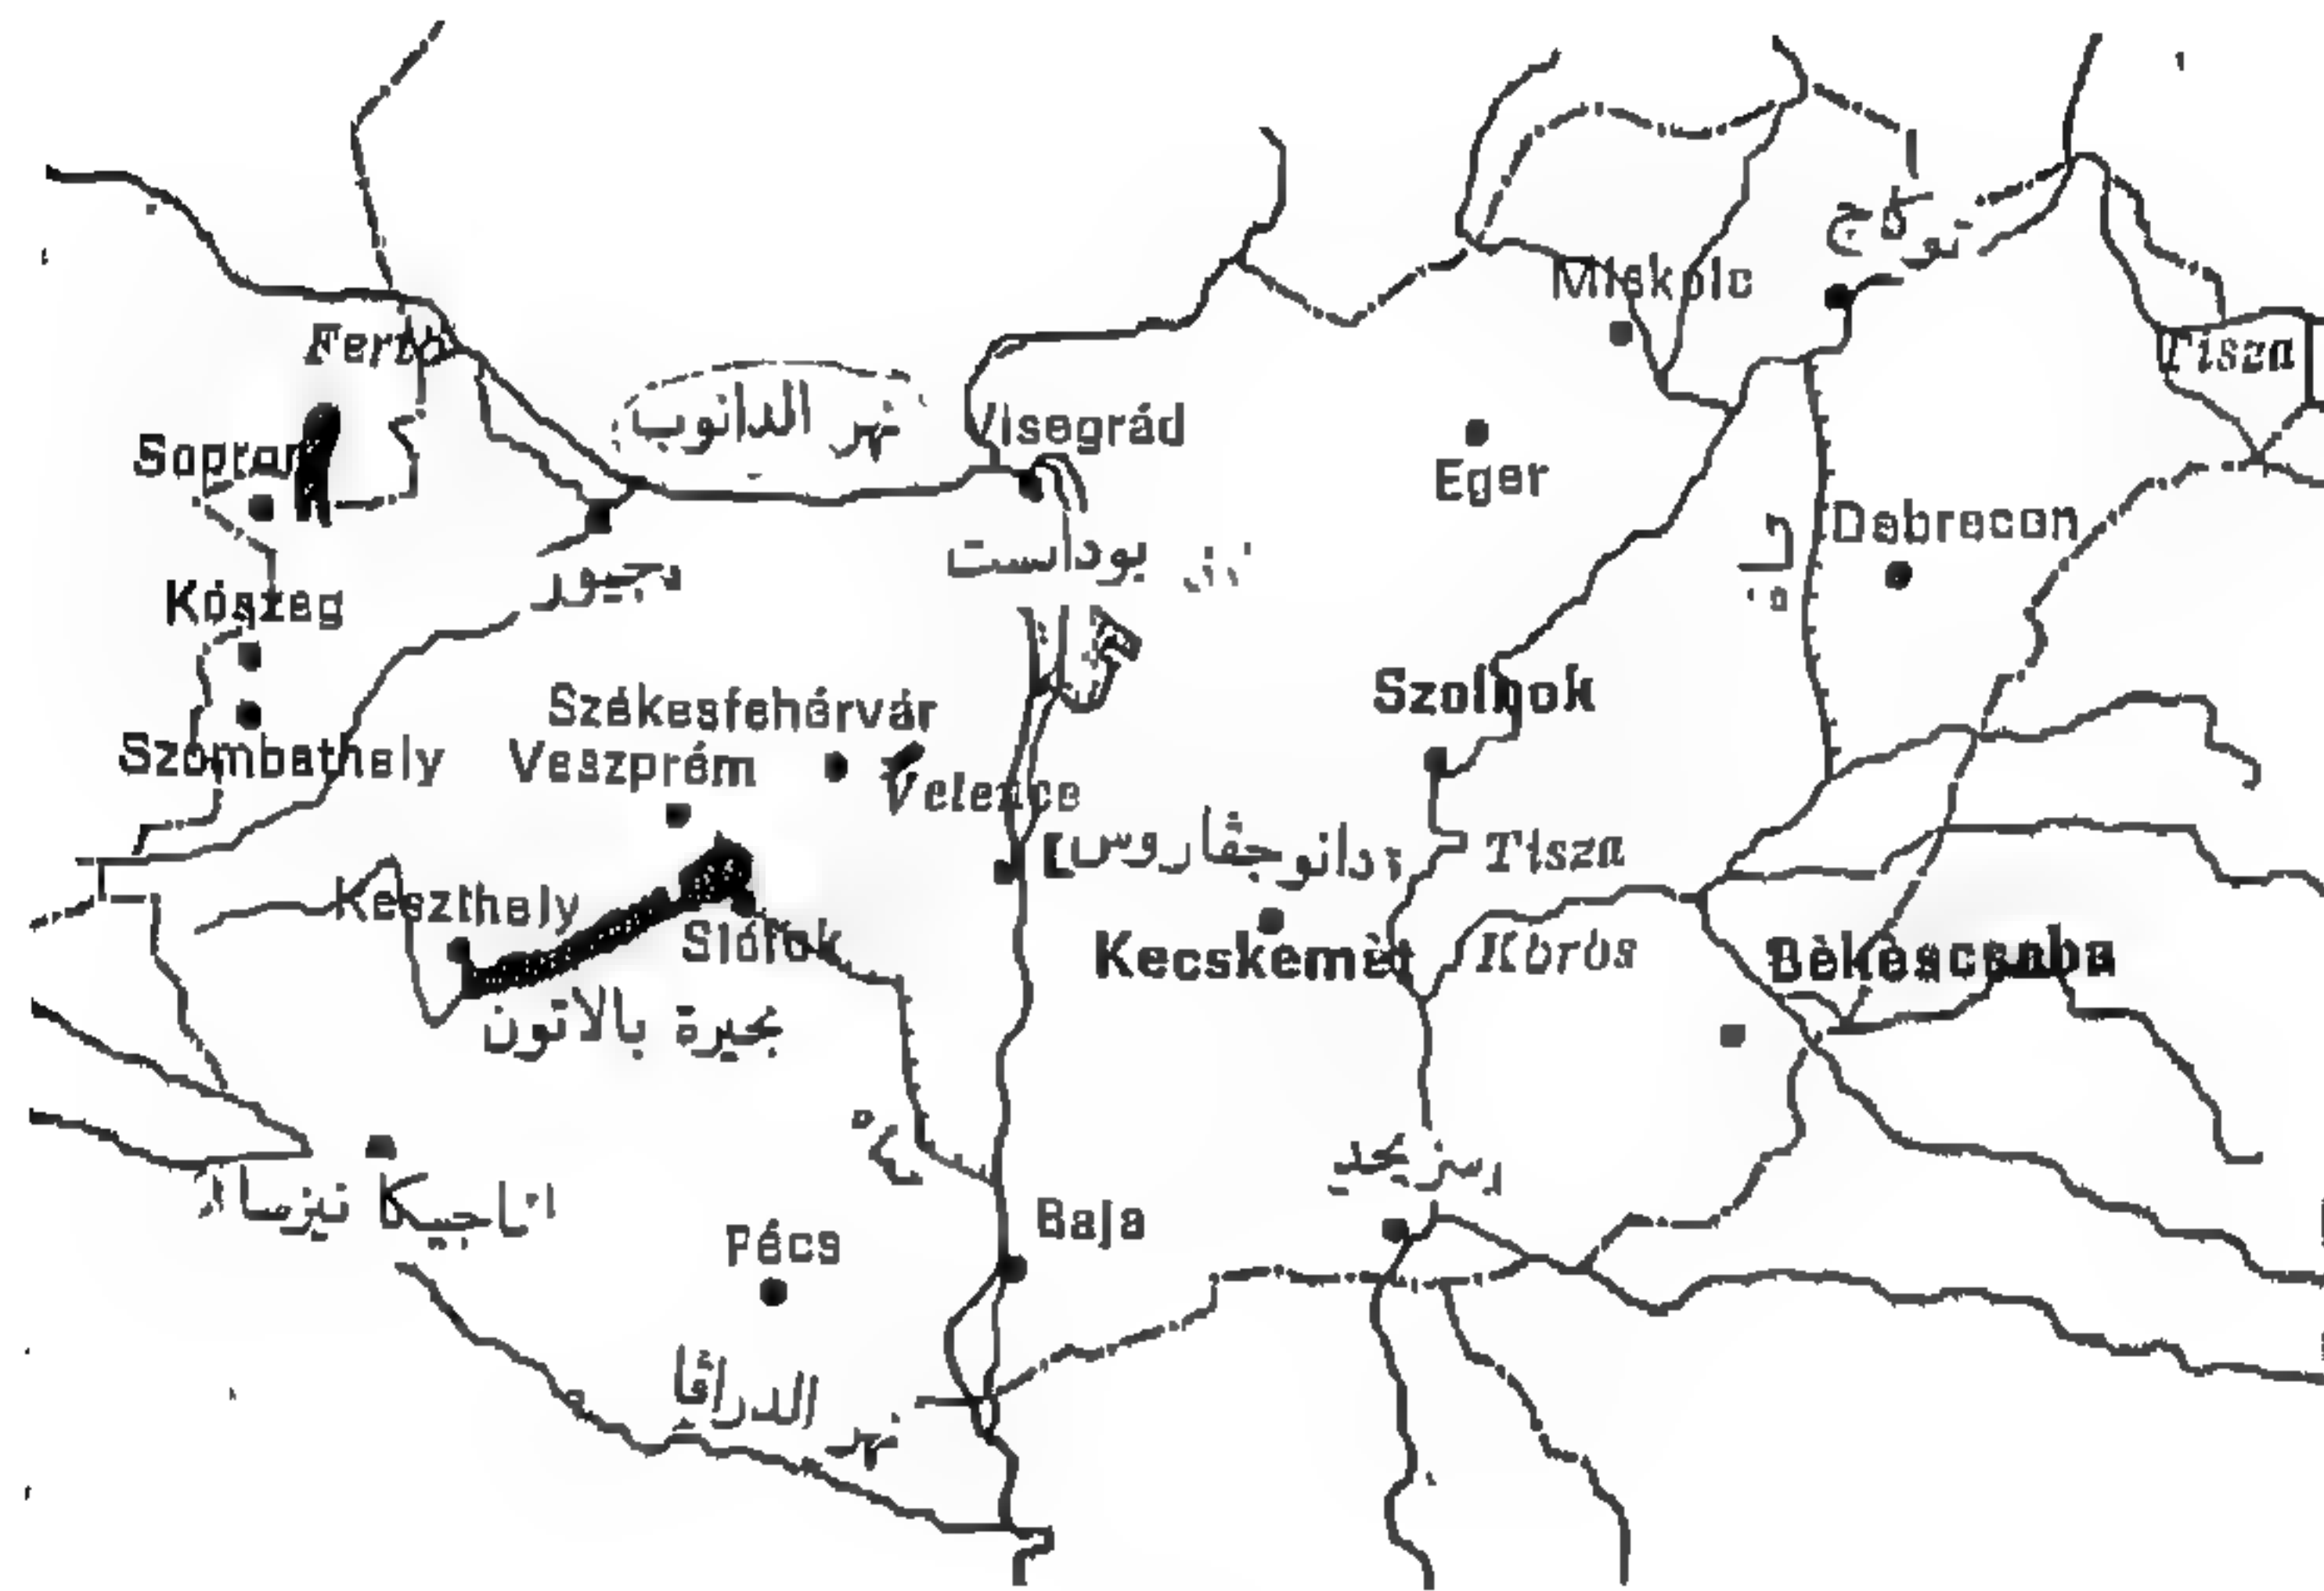 Miskolc
Fertő
Tisza
نهر الدانوب
Visegrád
Sopron
Eger
Debrecen
Kőszeg
Szolnok
Székesfehérvár
Szombathely
Veszprém
Velence
Tisza
Keszthely
Siófok
Kecskemét
Körös
Békéscsaba
بحيرة بالاتون
Baja
Pécs
نهر الدراڤا